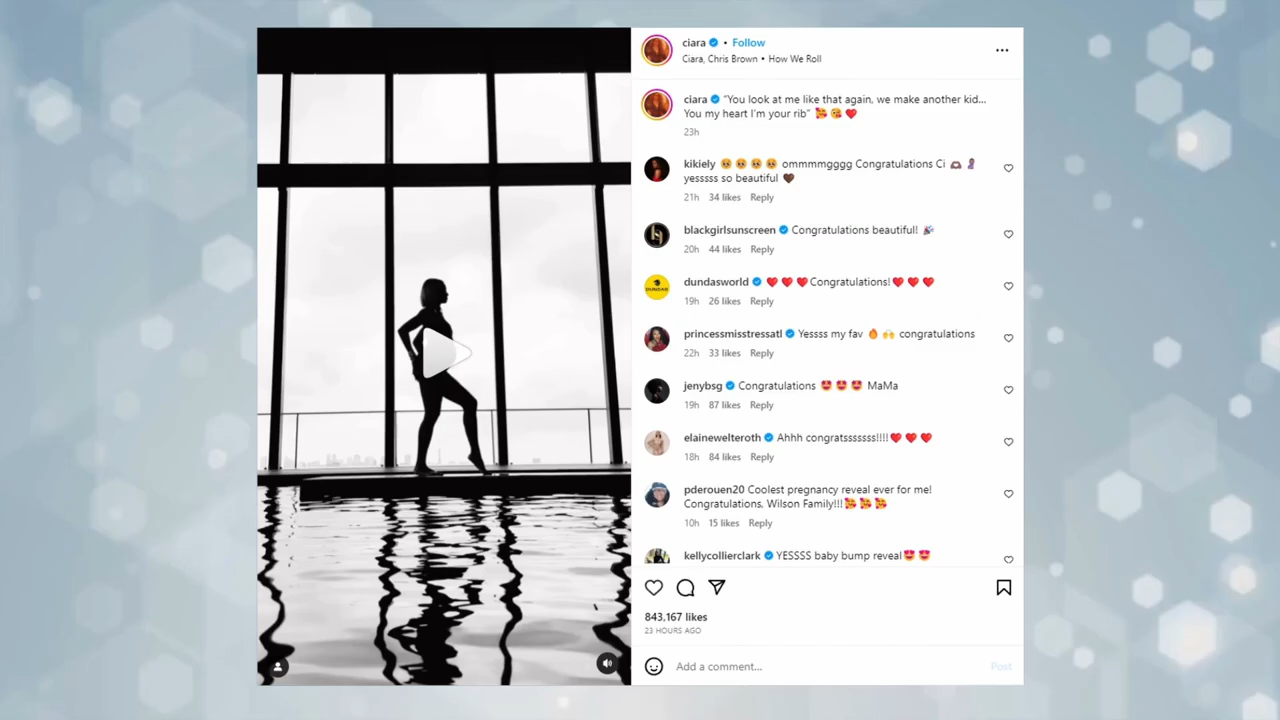 ciara • Follow
Ciara, Chris Brown • How We Roll
ciara "You look at me like that again, we make another kid...
You my heart I'm your rib" 🥰 😘 ❤️
23h
kikiely 🥹 🥹 🥹 🥹 ommmmgggg Congratulations Ci 🫶🏾 🤰🏾
yesssss so beautiful 🤎
21h 34 likes Reply
blackgirlsunscreen Congratulations beautiful! 🎉
20h 44 likes Reply
dundasworld ❤️ ❤️ ❤️Congratulations!❤️ ❤️ ❤️
19h 26 likes Reply
princessmisstressatl Yessss my fav 🔥 🙌 congratulations
22h 33 likes Reply
jenybsg Congratulations 😍 😍 😍 MaMa
19h 87 likes Reply
elainewelteroth Ahhh congratsssssss!!!!❤️ ❤️ ❤️
18h 84 likes Reply
pderouen20 Coolest pregnancy reveal ever for me!
Congratulations, Wilson Family!!!🥰 🥰 🥰
10h 15 likes Reply
kellycollierclark YESSSS baby bump reveal😍 😍
843,167 likes
23 HOURS AGO
Add a comment...
Post